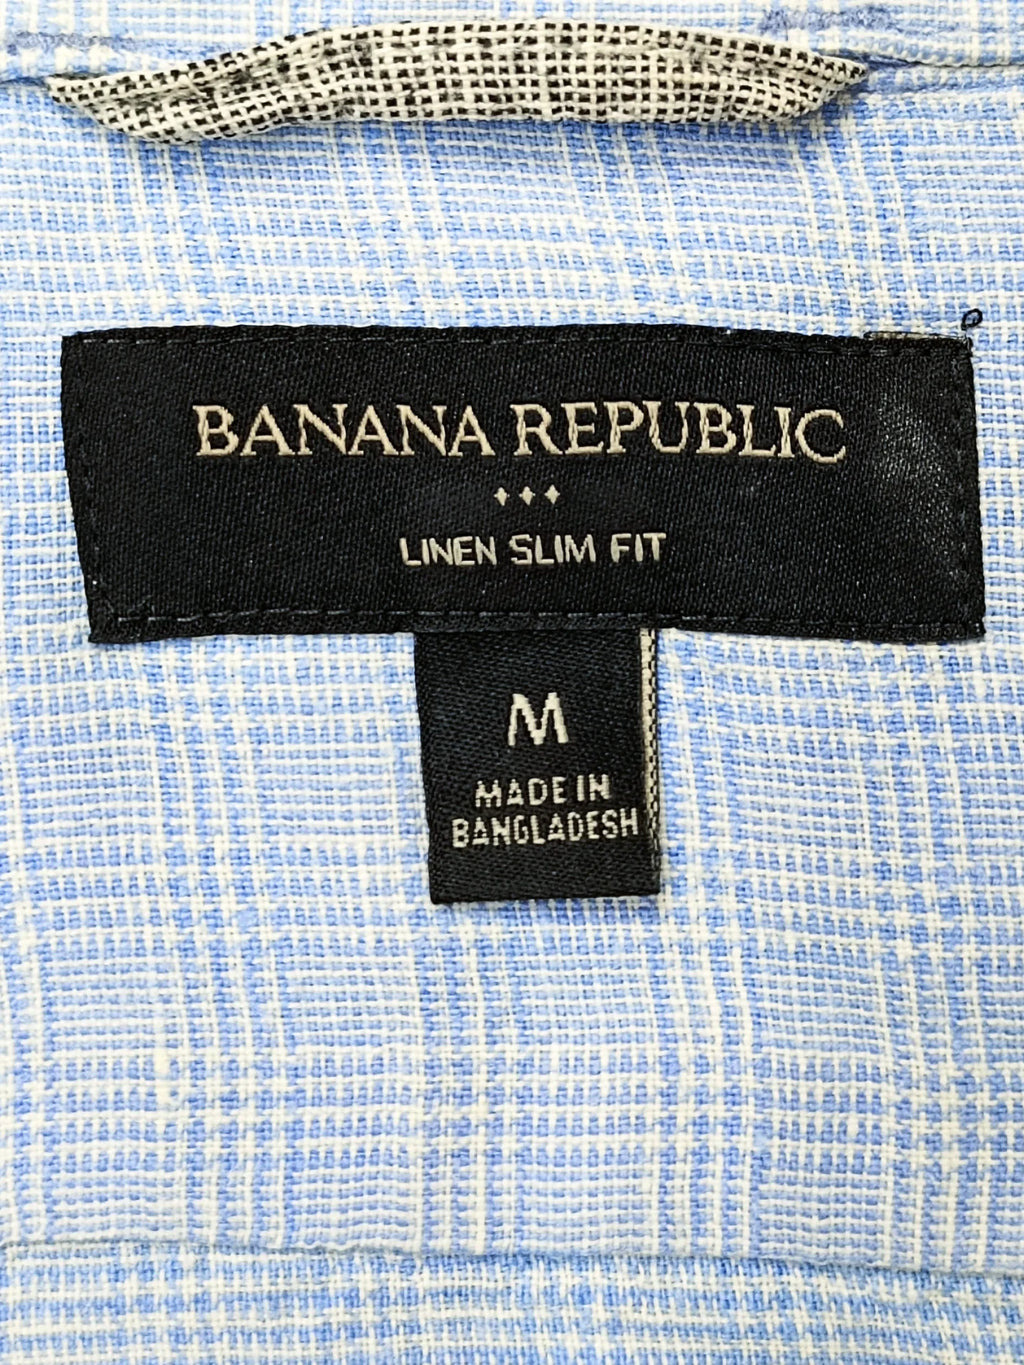 BANANA REPUBLIC
LINEN SLIM FIT
M
MADE IN
BANGLADESH